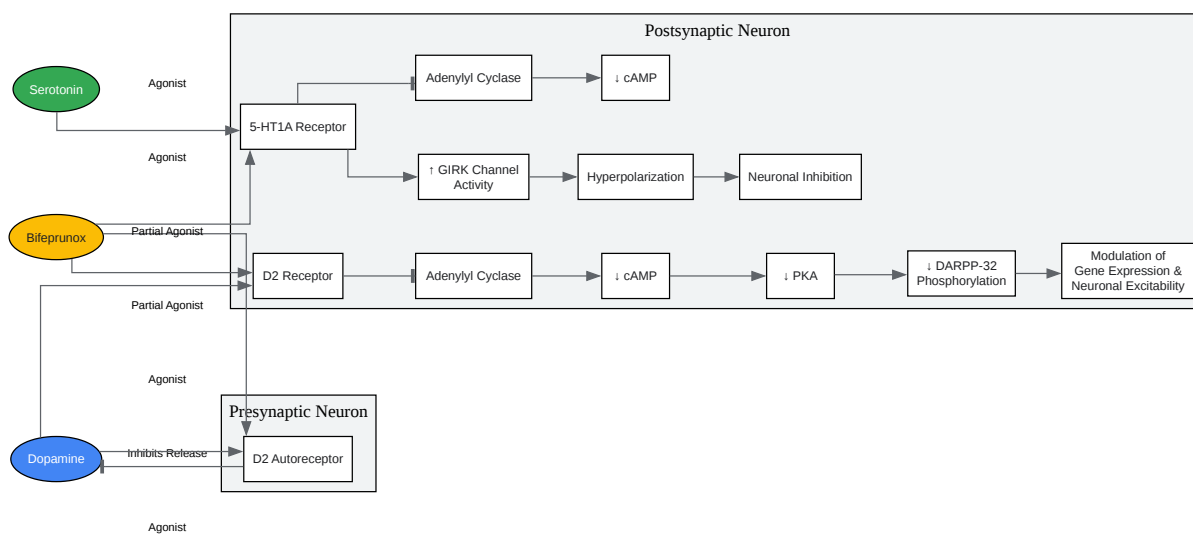 Postsynaptic Neuron
Serotonin
Agonist
Adenylyl Cyclase
↓ cAMP
5-HT1A Receptor
Agonist
↑ GIRK Channel
Activity
Hyperpolarization
Neuronal Inhibition
Bifeprunox
Partial Agonist
D2 Receptor
Adenylyl Cyclase
↓ cAMP
↓ PKA
↓ DARPP-32
Phosphorylation
Modulation of
Gene Expression &
Neuronal Excitability
Partial Agonist
Agonist
Presynaptic Neuron
Dopamine
Inhibits Release
D2 Autoreceptor
Agonist